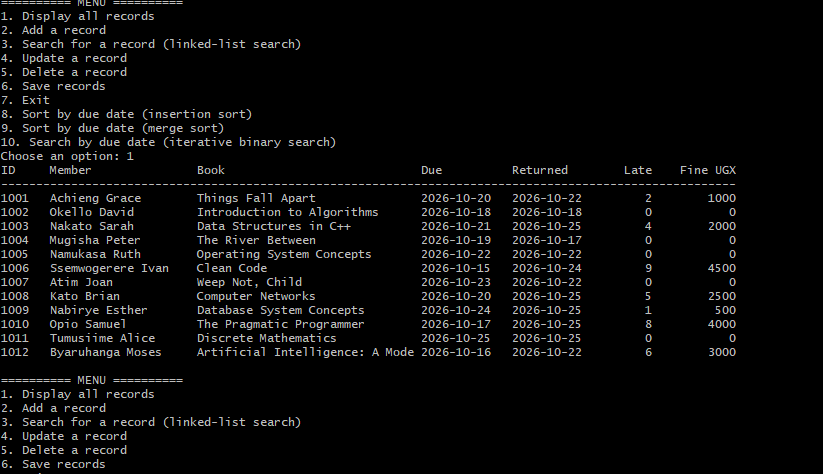 ========== MENU ==========
1. Display all records
2. Add a record
3. Search for a record (linked-list search)
4. Update a record
5. Delete a record
6. Save records
7. Exit
8. Sort by due date (insertion sort)
9. Sort by due date (merge sort)
10. Search by due date (iterative binary search)
Choose an option: 1
ID     Member               Book                            Due          Returned        Late    Fine UGX
---------------------------------------------------------------------------------------------------------
1001   Achieng Grace        Things Fall Apart               2026-10-20   2026-10-22         2        1000
1002   Okello David         Introduction to Algorithms      2026-10-18   2026-10-18         0           0
1003   Nakato Sarah         Data Structures in C++          2026-10-21   2026-10-25         4        2000
1004   Mugisha Peter        The River Between               2026-10-19   2026-10-17         0           0
1005   Namukasa Ruth        Operating System Concepts       2026-10-22   2026-10-22         0           0
1006   Ssemwogerere Ivan    Clean Code                      2026-10-15   2026-10-24         9        4500
1007   Atim Joan            Weep Not, Child                 2026-10-23   2026-10-22         0           0
1008   Kato Brian           Computer Networks               2026-10-20   2026-10-25         5        2500
1009   Nabirye Esther       Database System Concepts        2026-10-24   2026-10-25         1         500
1010   Opio Samuel          The Pragmatic Programmer        2026-10-17   2026-10-25         8        4000
1011   Tumusiime Alice      Discrete Mathematics            2026-10-25   2026-10-25         0           0
1012   Byaruhanga Moses     Artificial Intelligence: A Mode 2026-10-16   2026-10-22         6        3000
========== MENU ==========
1. Display all records
2. Add a record
3. Search for a record (linked-list search)
4. Update a record
5. Delete a record
6. Save records